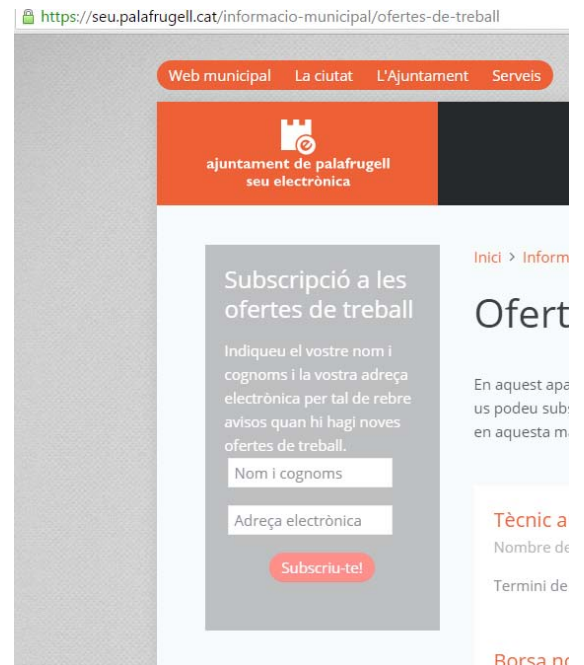 https://seu.palafrugell.cat/informacio-municipal/ofertes-de-treball
Web municipal La ciutat L'Ajuntament Serveis
ajuntament de palafrugell
seu electrònica
Subscripció a les
ofertes de treball
Indiqueu el vostre nom i
cognoms i la vostra adreça
electrònica per tal de rebre
avisos quan hi hagi noves
ofertes de treball.
Nom i cognoms
Adreça electrònica
Subscriu-te!
Inici > Inform
Ofert
En aquest apa
us podeu subs
en aquesta ma
Tècnic a
Nombre de
Termini de
Borsa no